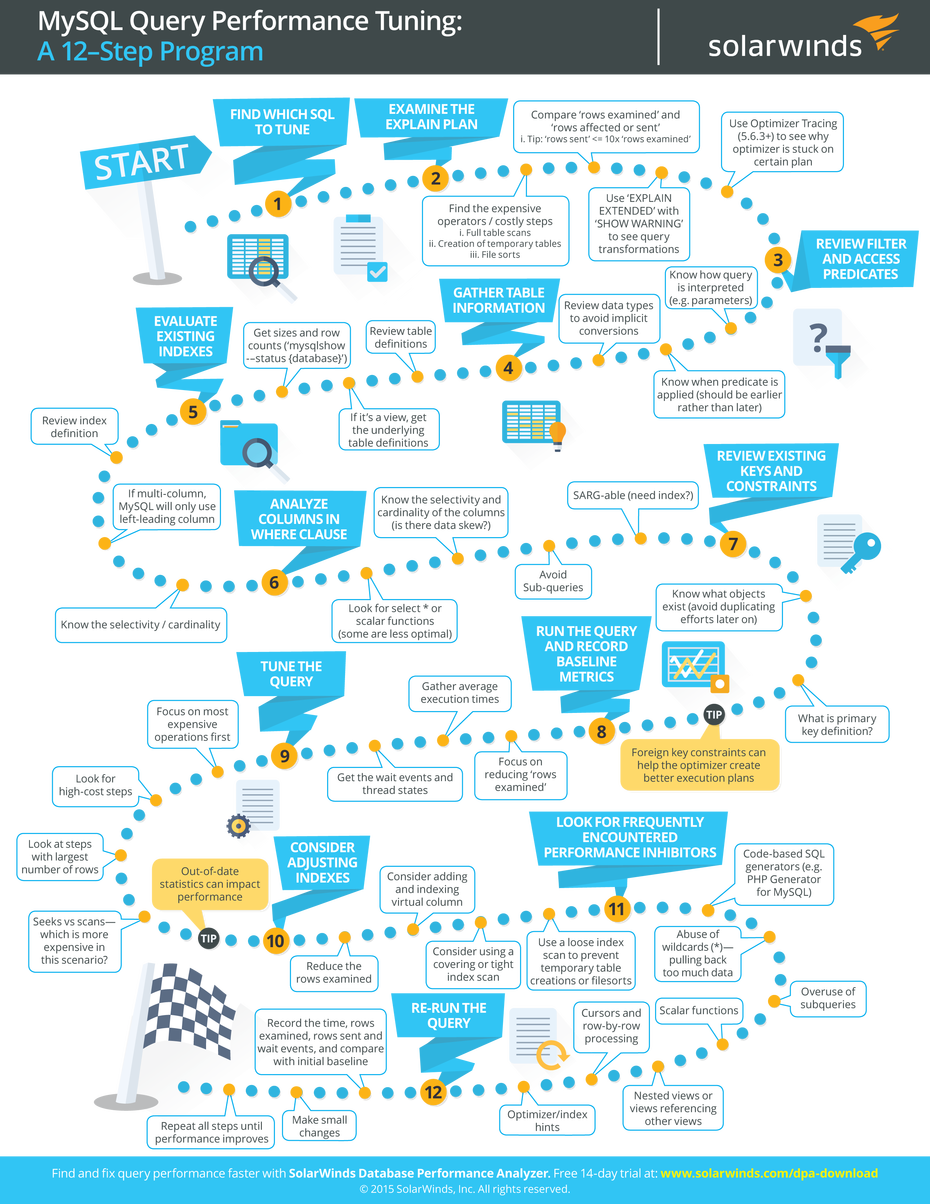 MySQL Query Performance Tuning:
A 12–Step Program
solarwinds
START
FIND WHICH SQL
TO TUNE
1
EXAMINE THE
EXPLAIN PLAN
2
Find the expensive
operators / costly steps
i. Full table scans
ii. Creation of temporary tables
iii. File sorts
Compare ‘rows examined’ and
‘rows affected or sent’
i. Tip: ‘rows sent’ <= 10x ‘rows examined’
Use ‘EXPLAIN
EXTENDED’ with
‘SHOW WARNING’
to see query
transformations
Use Optimizer Tracing
(5.6.3+) to see why
optimizer is stuck on
certain plan
3
REVIEW FILTER
AND ACCESS
PREDICATES
?
Know how query
is interpreted
(e.g. parameters)
Know when predicate is
applied (should be earlier
rather than later)
Review data types
to avoid implicit
conversions
GATHER TABLE
INFORMATION
4
Review table
definitions
If it’s a view, get
the underlying
table definitions
Get sizes and row
counts (‘mysqlshow
--status {database}’)
EVALUATE
EXISTING
INDEXES
5
Review index
definition
If multi-column,
MySQL will only use
left-leading column
Know the selectivity / cardinality
ANALYZE
COLUMNS IN
WHERE CLAUSE
6
Look for select * or
scalar functions
(some are less optimal)
Know the selectivity and
cardinality of the columns
(is there data skew?)
Avoid
Sub-queries
SARG-able (need index?)
REVIEW EXISTING
KEYS AND
CONSTRAINTS
7
Know what objects
exist (avoid duplicating
efforts later on)
What is primary
key definition?
TIP
Foreign key constraints can
help the optimizer create
better execution plans
RUN THE QUERY
AND RECORD
BASELINE
METRICS
8
Focus on
reducing ‘rows
examined’
Gather average
execution times
Get the wait events and
thread states
TUNE THE
QUERY
9
Focus on most
expensive
operations first
Look for
high-cost steps
Look at steps
with largest
number of rows
Seeks vs scans—
which is more
expensive in
this scenario?
Out-of-date
statistics can impact
performance
TIP
CONSIDER
ADJUSTING
INDEXES
10
Reduce the
rows examined
Consider adding
and indexing
virtual column
Consider using a
covering or tight
index scan
Use a loose index
scan to prevent
temporary table
creations or filesorts
LOOK FOR FREQUENTLY
ENCOUNTERED
PERFORMANCE INHIBITORS
11
Code-based SQL
generators (e.g.
PHP Generator
for MySQL)
Abuse of
wildcards (*)—
pulling back
too much data
Overuse of
subqueries
Scalar functions
Nested views or
views referencing
other views
Cursors and
row-by-row
processing
Optimizer/index
hints
RE-RUN THE
QUERY
12
Record the time, rows
examined, rows sent and
wait events, and compare
with initial baseline
Make small
changes
Repeat all steps until
performance improves
Find and fix query performance faster with SolarWinds Database Performance Analyzer. Free 14-day trial at: www.solarwinds.com/dpa-download
© 2015 SolarWinds, Inc. All rights reserved.